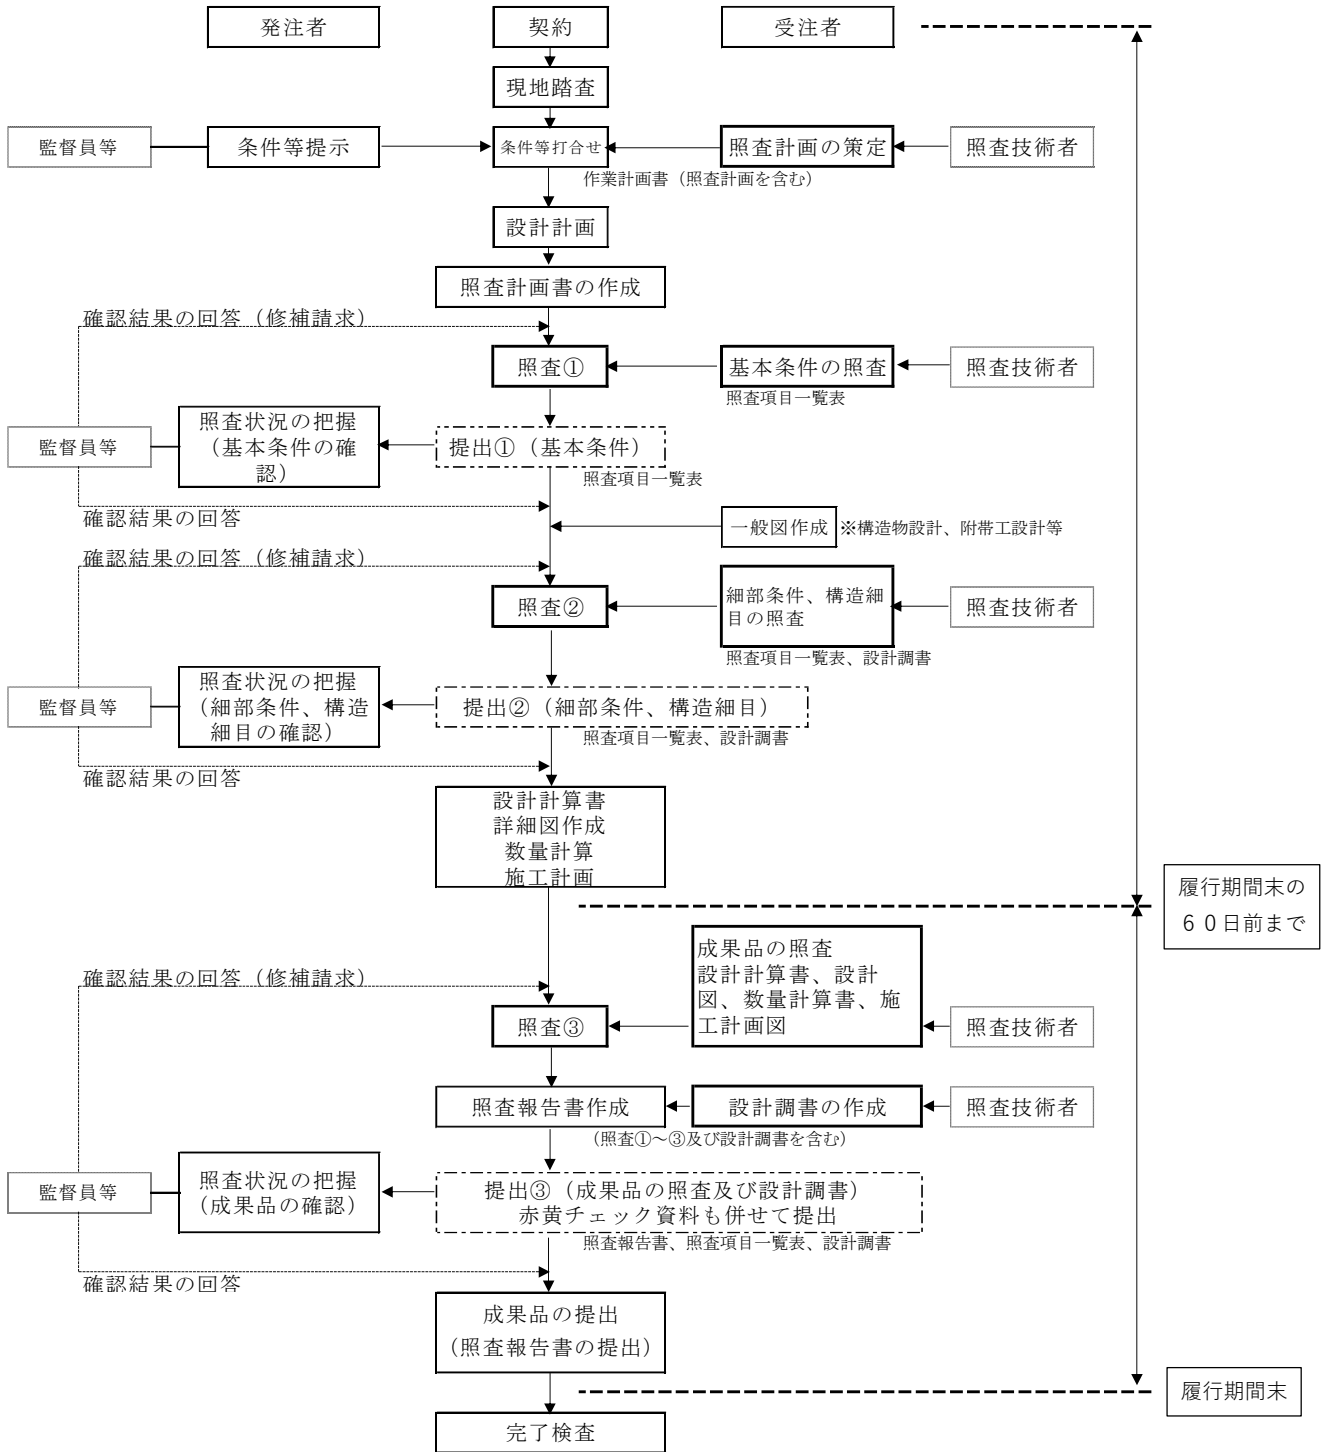 発注者
契約
受注者
現地踏査
監督員等
条件等提示
条件等打合せ
照査計画の策定
照査技術者
作業計画書（照査計画を含む）
設計計画
照査計画書の作成
確認結果の回答（修補請求）
照査①
基本条件の照査
照査技術者
照査項目一覧表
監督員等
照査状況の把握
（基本条件の確
認）
提出①（基本条件）
照査項目一覧表
確認結果の回答
一般図作成
※構造物設計、附帯工設計等
確認結果の回答（修補請求）
照査②
細部条件、構造細
目の照査
照査技術者
照査項目一覧表、設計調書
監督員等
照査状況の把握
（細部条件、構造
細目の確認）
提出②（細部条件、構造細目）
照査項目一覧表、設計調書
確認結果の回答
設計計算書
詳細図作成
数量計算
施工計画
履行期間末の
６０日前まで
成果品の照査
設計計算書、設計
図、数量計算書、施
工計画図
確認結果の回答（修補請求）
照査③
照査技術者
照査報告書作成
設計調書の作成
照査技術者
（照査①～③及び設計調書を含む）
監督員等
照査状況の把握
（成果品の確認）
提出③（成果品の照査及び設計調書）
赤黄チェック資料も併せて提出
照査報告書、照査項目一覧表、設計調書
確認結果の回答
成果品の提出
（照査報告書の提出）
履行期間末
完了検査